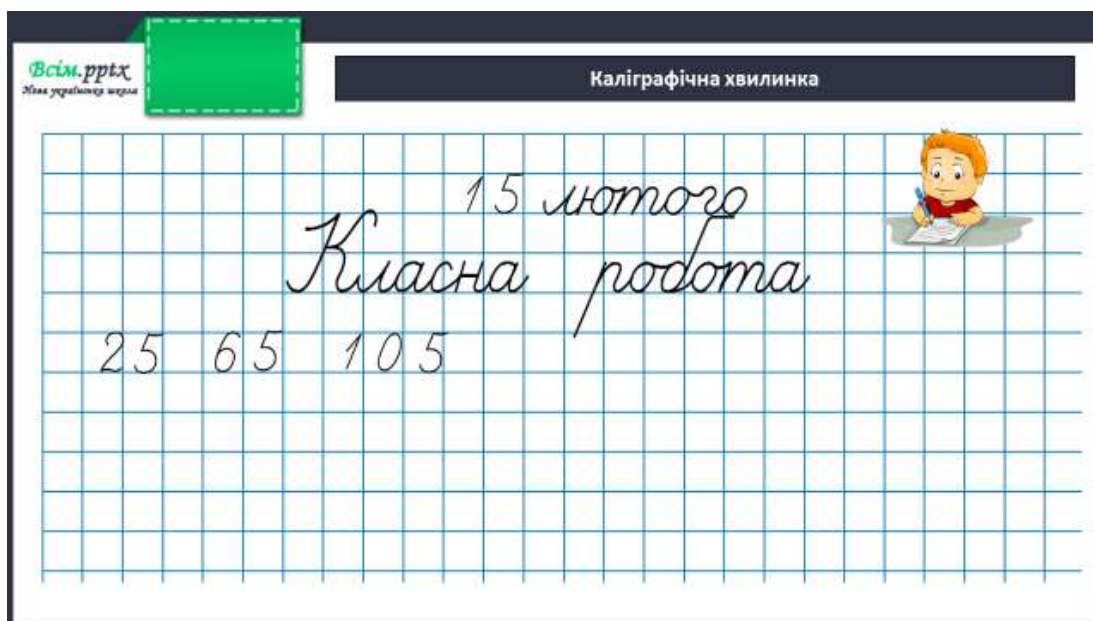 Всім.pptx
Нова українська школа
Каліграфічна хвилинка
15 лютого
Класна робота
25 65 105